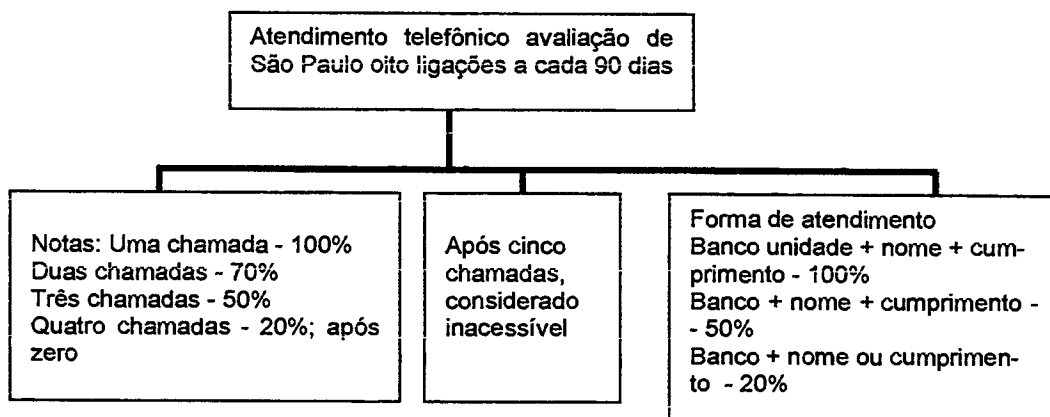 Atendimento telefônico avaliação de
São Paulo oito ligações a cada 90 dias
Notas: Uma chamada - 100%
Duas chamadas - 70%
Três chamadas - 50%
Quatro chamadas - 20%; após
zero
Após cinco
chamadas,
considerado
inacessível
Forma de atendimento
Banco unidade + nome + cum-
primento - 100%
Banco + nome + cumprimento -
- 50%
Banco + nome ou cumprimen-
to - 20%